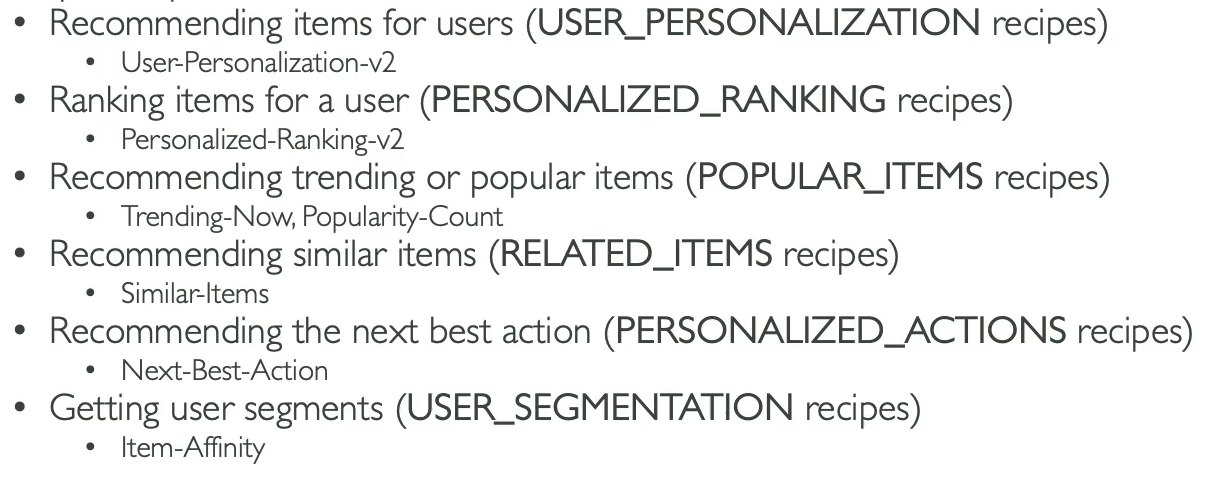 • Recommending items for users (USER_PERSONALIZATION recipes)
• User-Personalization-v2
• Ranking items for a user (PERSONALIZED_RANKING recipes)
• Personalized-Ranking-v2
• Recommending trending or popular items (POPULAR_ITEMS recipes)
• Trending-Now, Popularity-Count
• Recommending similar items (RELATED_ITEMS recipes)
• Similar-Items
• Recommending the next best action (PERSONALIZED_ACTIONS recipes)
• Next-Best-Action
• Getting user segments (USER_SEGMENTATION recipes)
• Item-Affinity